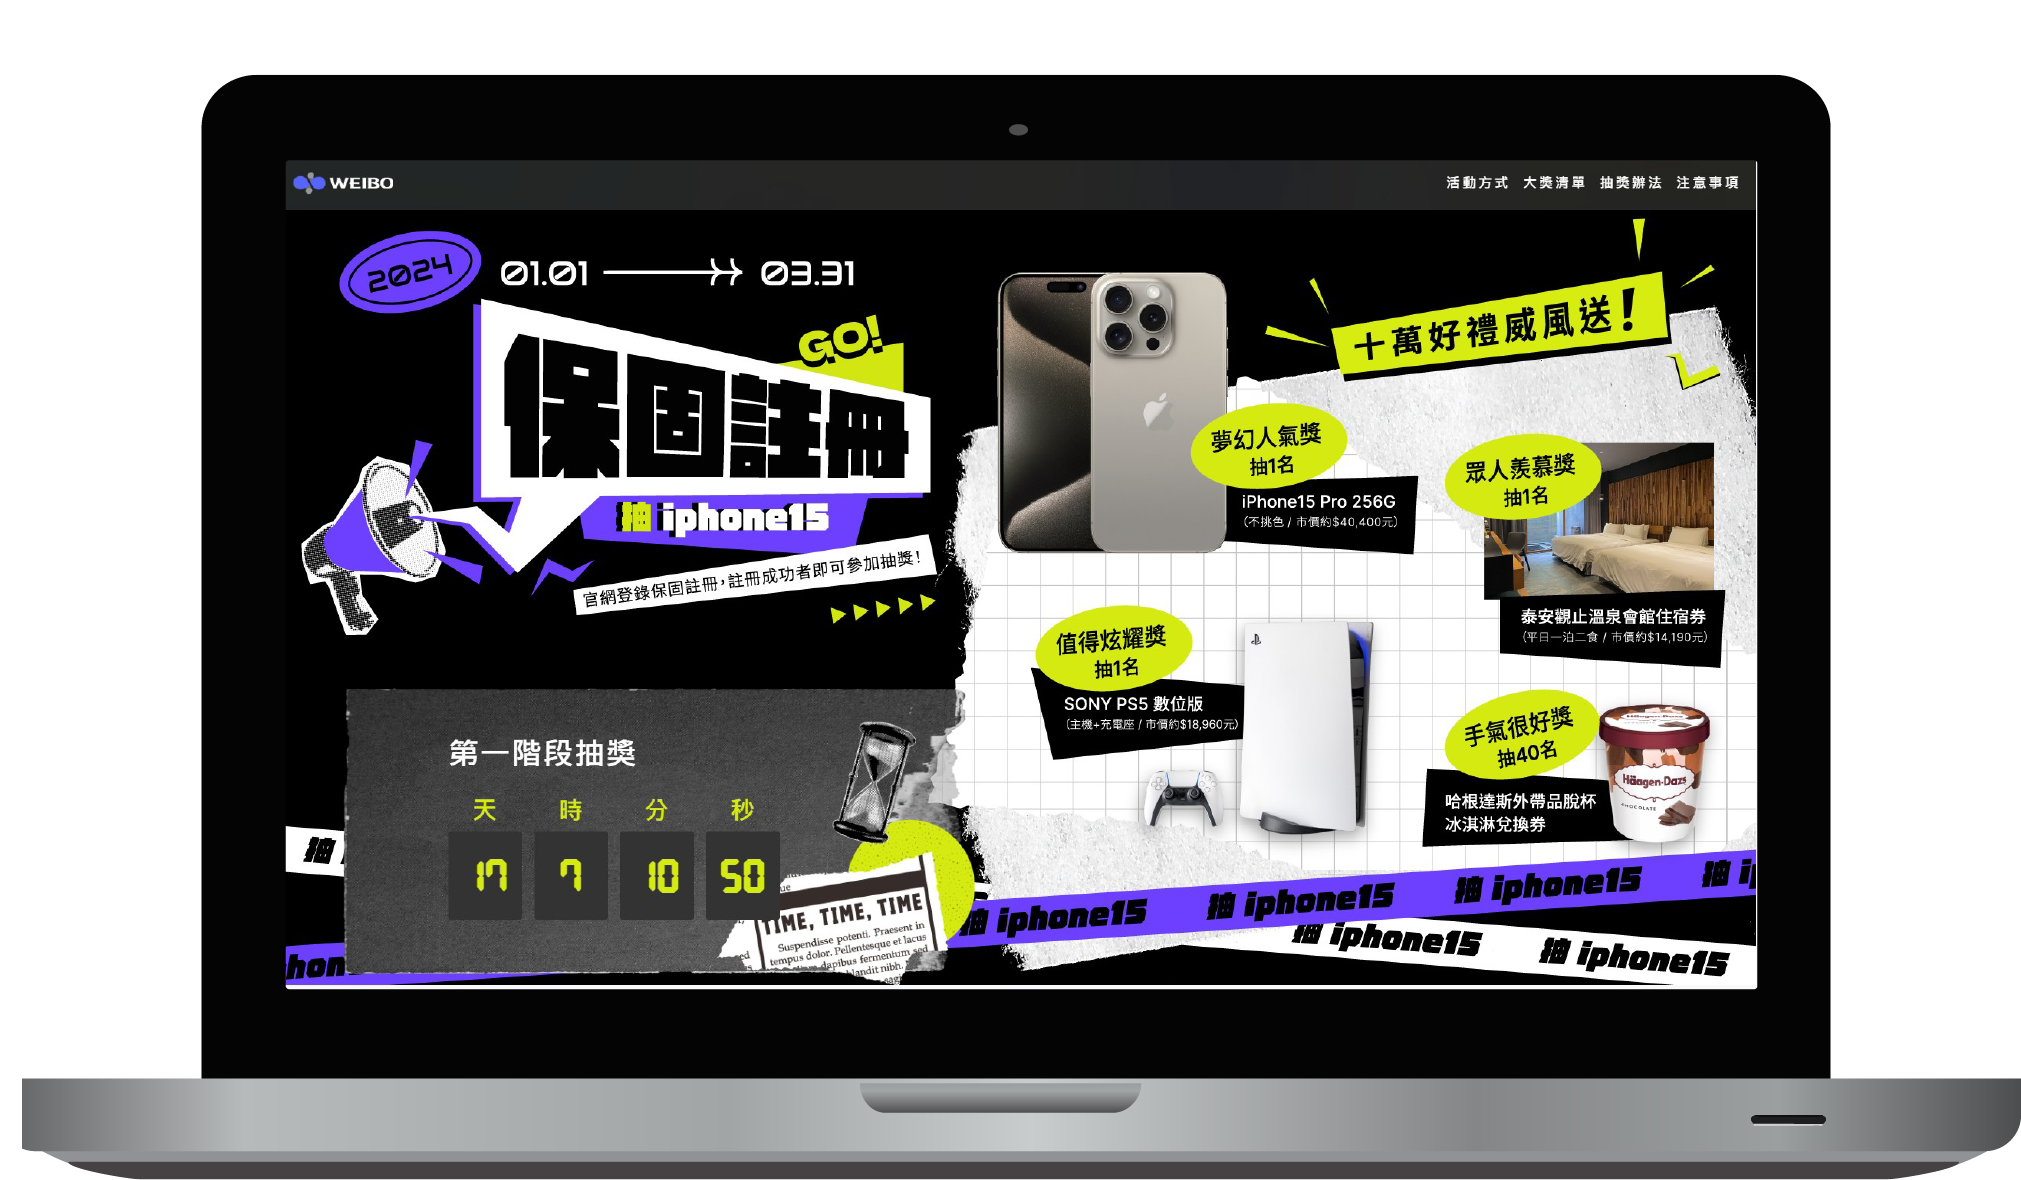 WEIBO
活動方式 大獎清單 抽獎辦法 注意事項
2024
01.01 03.31
GO!
保固註冊
抽 iphone15
官網登錄保固註冊，註冊成功者即可參加抽獎！
十萬好禮威風送！
夢幻人氣獎
抽1名
iPhone15 Pro 256G
(不挑色 / 市價約$40,400元)
眾人羨慕獎
抽1名
泰安觀止溫泉會館住宿券
(平日一泊二食 / 市價約$14,190元)
值得炫耀獎
抽1名
SONY PS5 數位版
(主機+充電座 / 市價約$18,960元)
手氣很好獎
抽40名
哈根達斯外帶品脫杯
冰淇淋兌換券
Häagen-Dazs
Häagen-Dazs
CHOCOLATE
第一階段抽獎
天 時 分 秒
17 7 10 50
TIME, TIME, TIME
Suspendisse potenti. Praesent in
tempus dolor. Pellentesque et lacus
dapibus fermentum sed
blandit nibh.
抽
hon
抽 iphone15 抽 iphone15 抽 iphone15 抽 ip
抽 iphone15 抽 iphone15